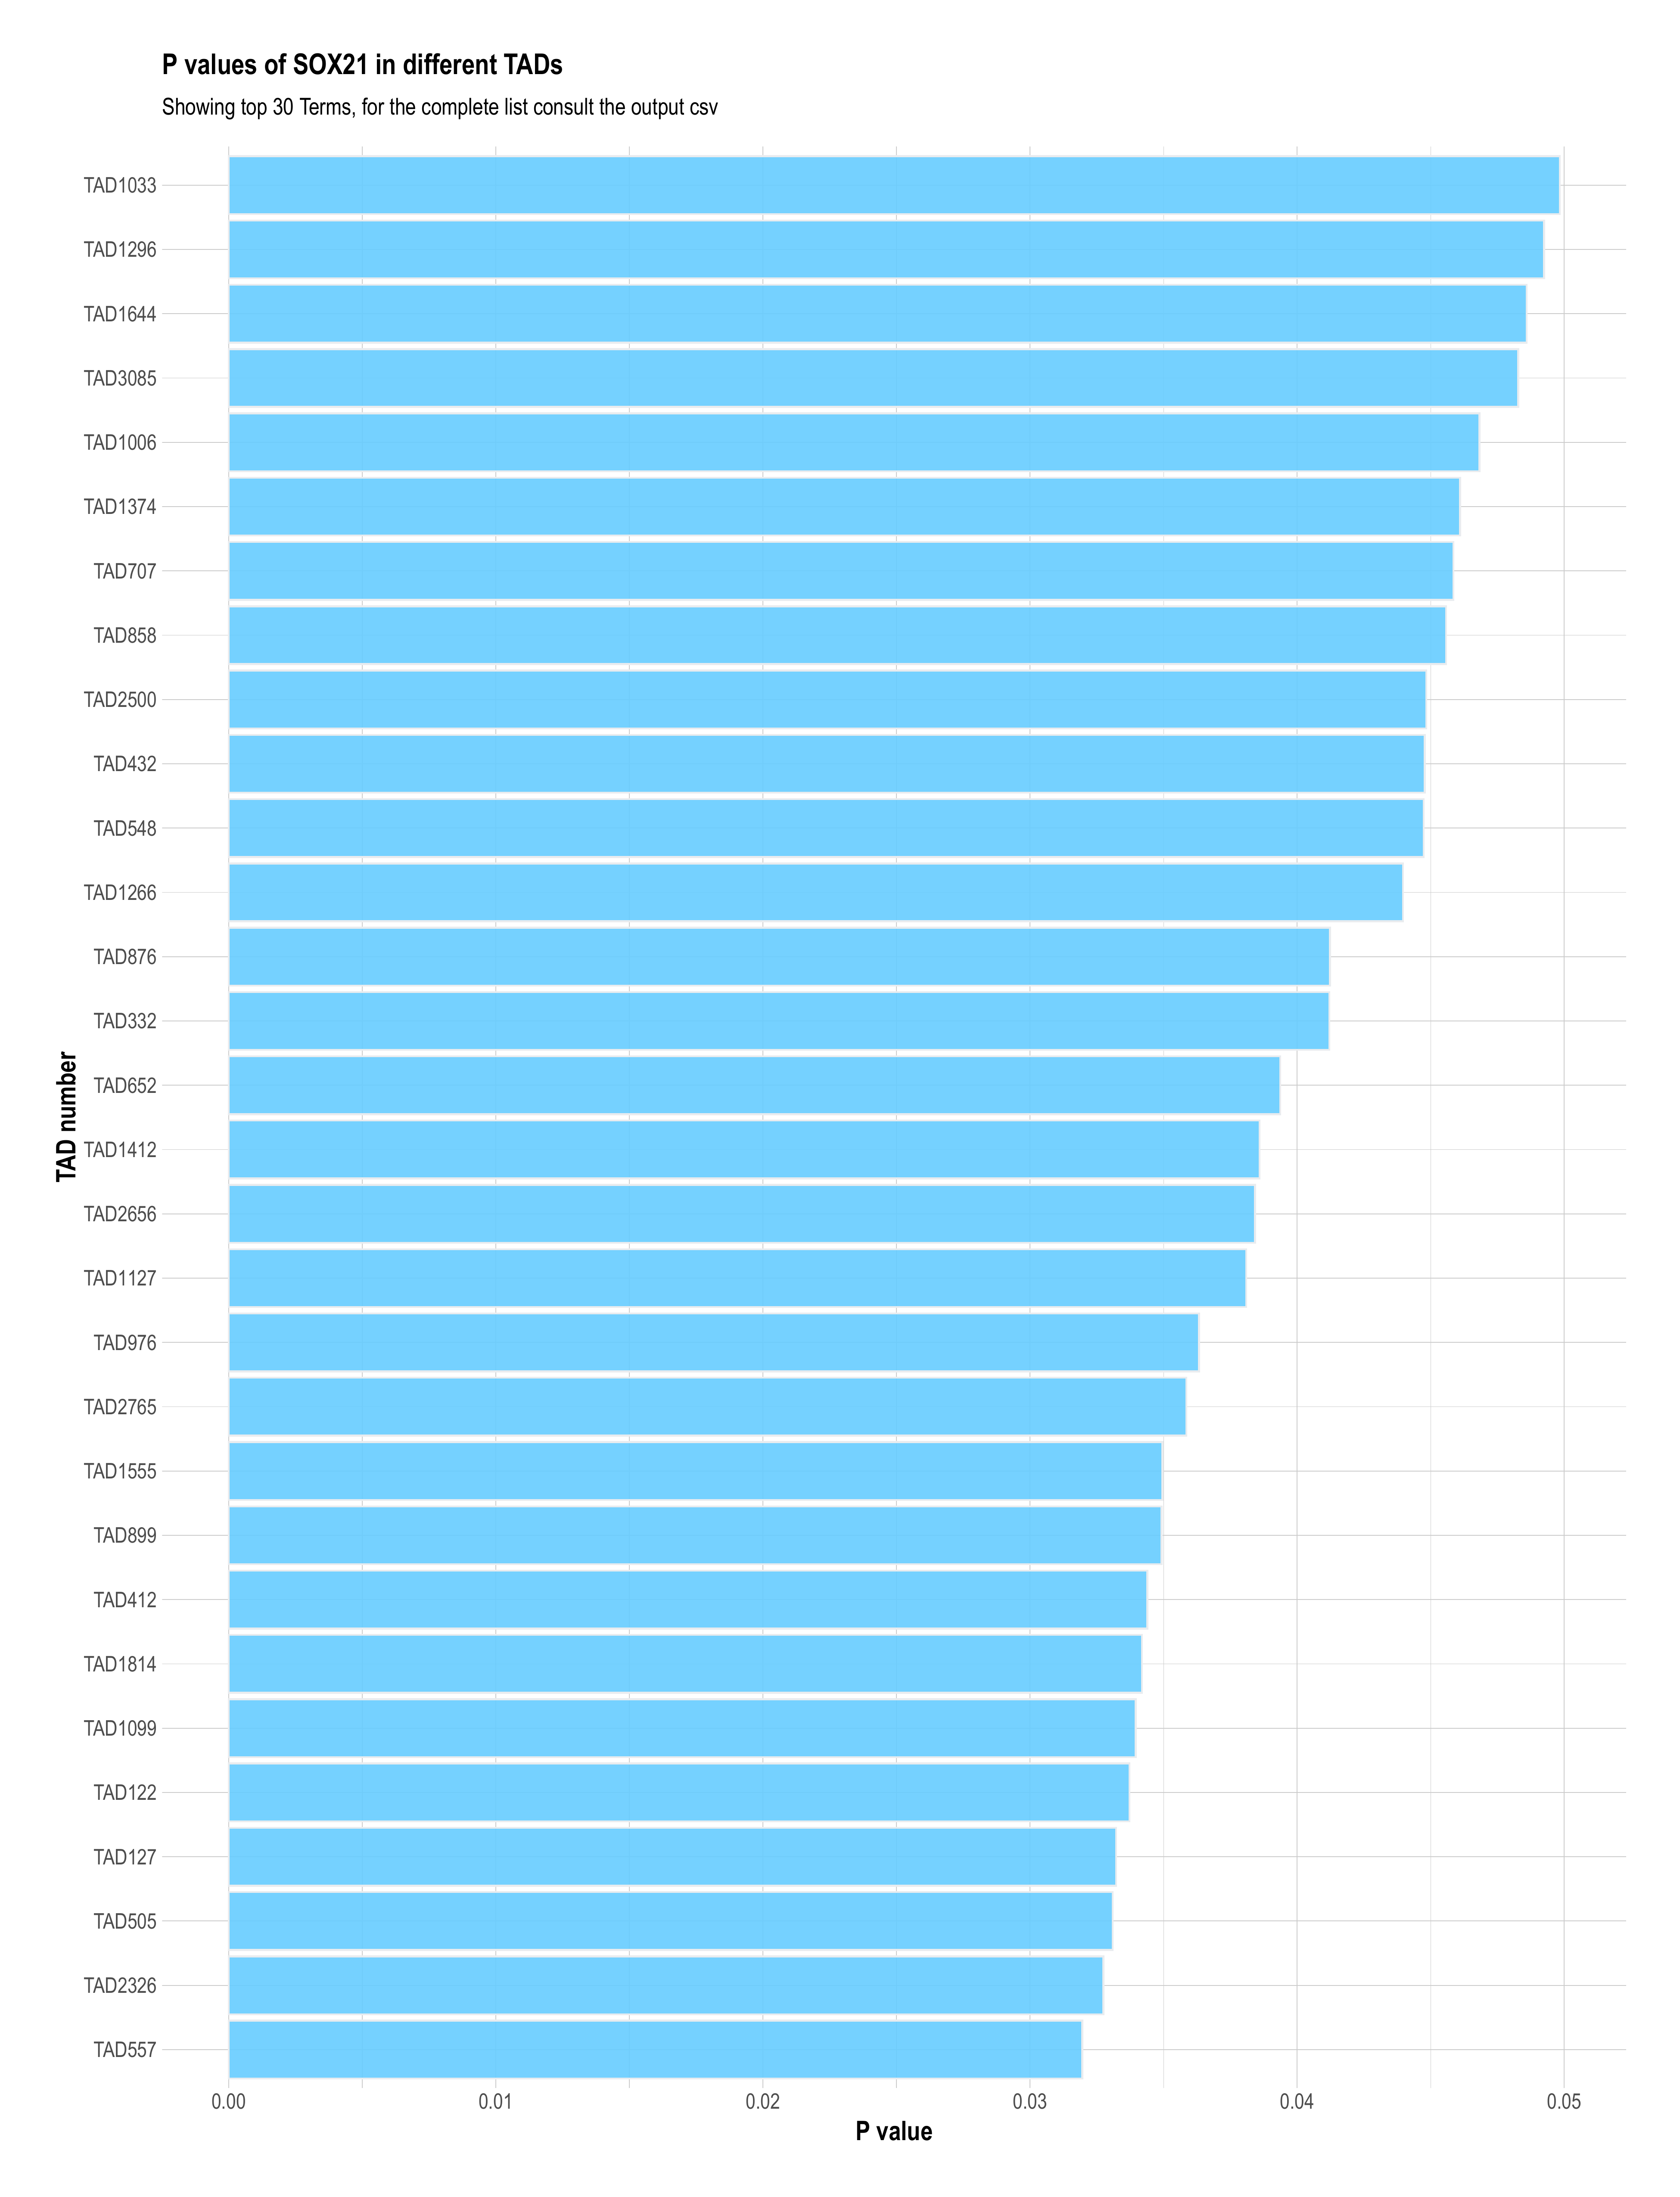 P values of SOX21 in different TADs
Showing top 30 Terms, for the complete list consult the output csv
TAD1033
TAD1296
TAD1644
TAD3085
TAD1006
TAD1374
TAD707
TAD858
TAD2500
TAD432
TAD548
TAD1266
TAD876
TAD332
TAD652
TAD1412
TAD2656
TAD1127
TAD976
TAD2765
TAD1555
TAD899
TAD412
TAD1814
TAD1099
TAD122
TAD127
TAD505
TAD2326
TAD557
TAD number
0.00 0.01 0.02 0.03 0.04 0.05
P value